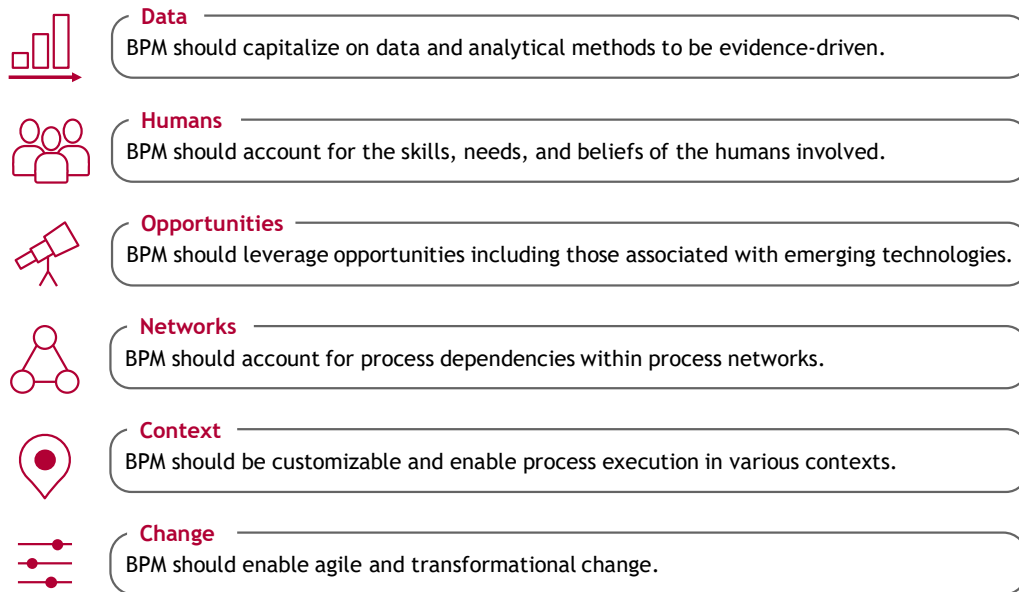 Data
BPM should capitalize on data and analytical methods to be evidence-driven.
Humans
BPM should account for the skills, needs, and beliefs of the humans involved.
Opportunities
BPM should leverage opportunities including those associated with emerging technologies.
Networks
BPM should account for process dependencies within process networks.
Context
BPM should be customizable and enable process execution in various contexts.
Change
BPM should enable agile and transformational change.